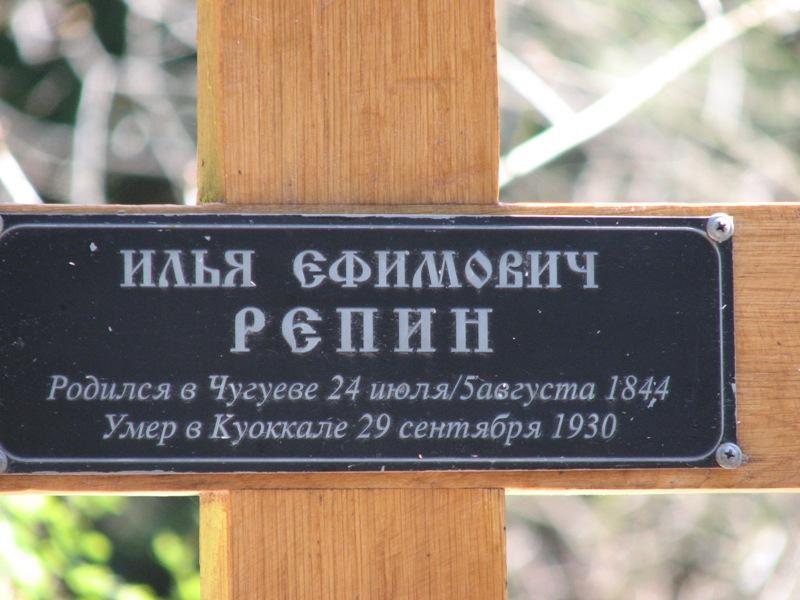 ИЛЬЯ ЕФИМОВИЧ
РЕПИН
Родился в Чугуеве 24 июля/5августа 1844
Умер в Куоккале 29 сентября 1930